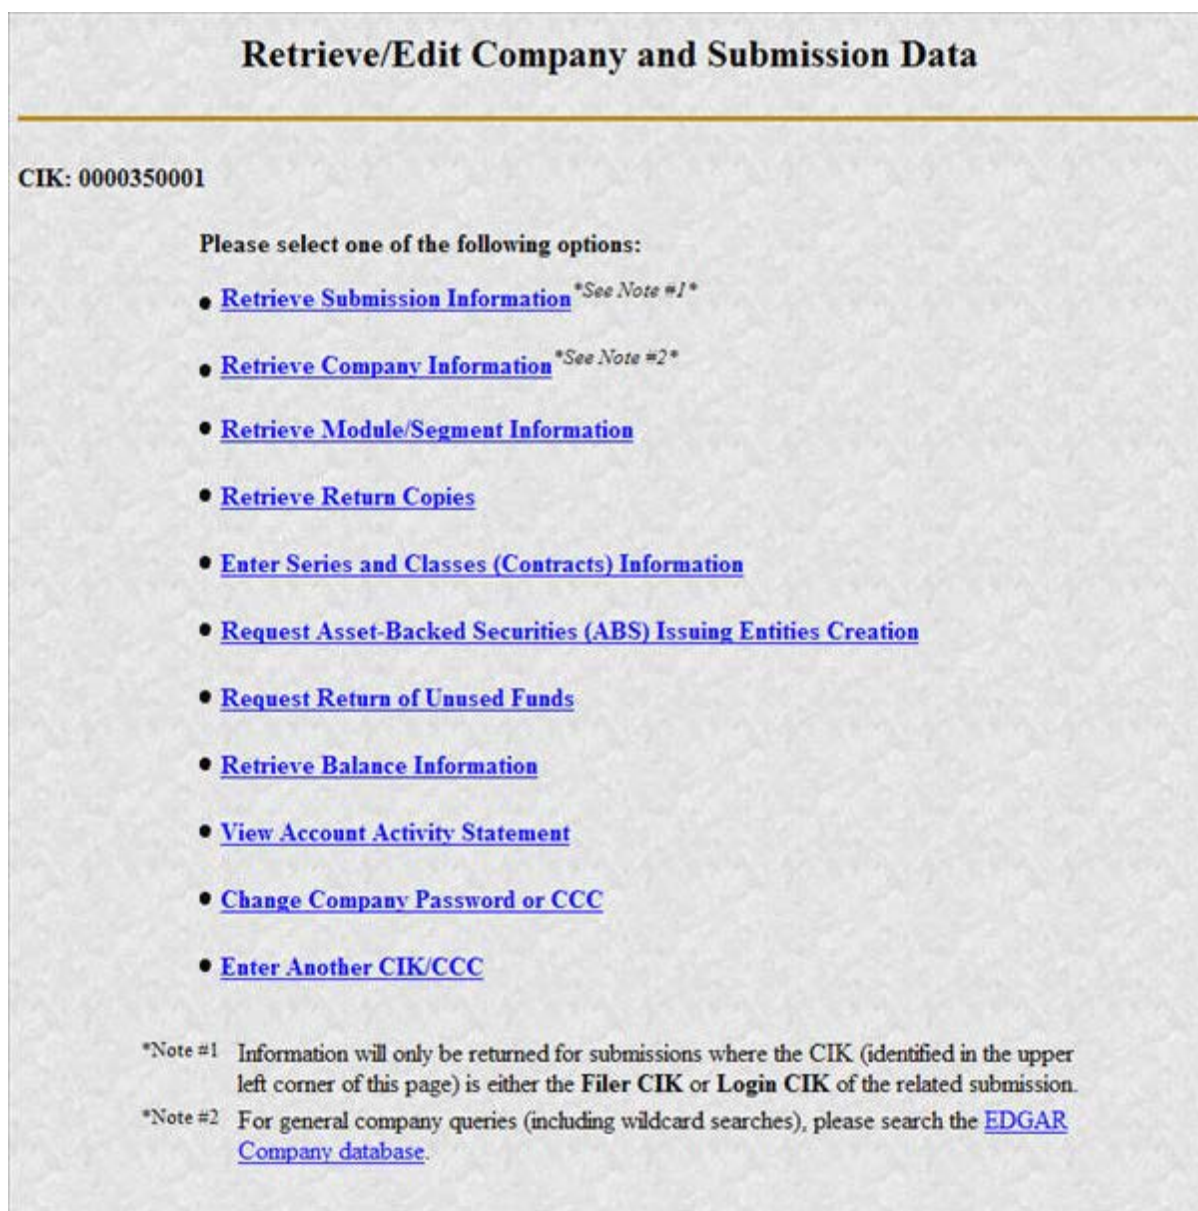 Retrieve/Edit Company and Submission Data
CIK: 0000350001
Please select one of the following options:
Retrieve Submission Information *See Note #1*
Retrieve Company Information *See Note #2*
Retrieve Module/Segment Information
Retrieve Return Copies
Enter Series and Classes (Contracts) Information
Request Asset-Backed Securities (ABS) Issuing Entities Creation
Request Return of Unused Funds
Retrieve Balance Information
View Account Activity Statement
Change Company Password or CCC
Enter Another CIK/CCC
*Note #1 Information will only be returned for submissions where the CIK (identified in the upper
left corner of this page) is either the Filer CIK or Login CIK of the related submission.
*Note #2 For general company queries (including wildcard searches), please search the EDGAR
Company database.